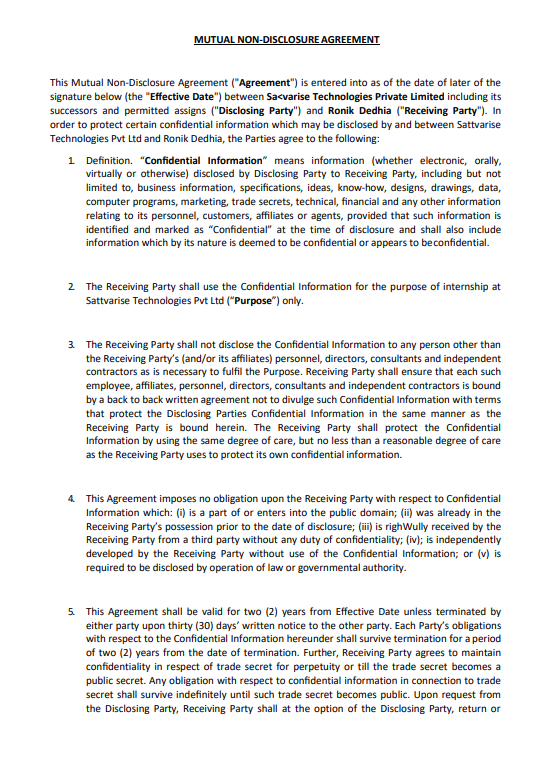 MUTUAL NON-DISCLOSURE AGREEMENT
This Mutual Non-Disclosure Agreement ("Agreement") is entered into as of the date of later of the
signature below (the "Effective Date") between Sa<varise Technologies Private Limited including its
successors and permitted assigns ("Disclosing Party") and Ronik Dedhia ("Receiving Party"). In
order to protect certain confidential information which may be disclosed by and between Sattvarise
Technologies Pvt Ltd and Ronik Dedhia, the Parties agree to the following:
1. Definition. “Confidential Information” means information (whether electronic, orally,
virtually or otherwise) disclosed by Disclosing Party to Receiving Party, including but not
limited to, business information, specifications, ideas, know-how, designs, drawings, data,
computer programs, marketing, trade secrets, technical, financial and any other information
relating to its personnel, customers, affiliates or agents, provided that such information is
identified and marked as “Confidential” at the time of disclosure and shall also include
information which by its nature is deemed to be confidential or appears to beconfidential.
2. The Receiving Party shall use the Confidential Information for the purpose of internship at
Sattvarise Technologies Pvt Ltd (“Purpose”) only.
3. The Receiving Party shall not disclose the Confidential Information to any person other than
the Receiving Party’s (and/or its affiliates) personnel, directors, consultants and independent
contractors as is necessary to fulfil the Purpose. Receiving Party shall ensure that each such
employee, affiliates, personnel, directors, consultants and independent contractors is bound
by a back to back written agreement not to divulge such Confidential Information with terms
that protect the Disclosing Parties Confidential Information in the same manner as the
Receiving Party is bound herein. The Receiving Party shall protect the Confidential
Information by using the same degree of care, but no less than a reasonable degree of care
as the Receiving Party uses to protect its own confidential information.
4. This Agreement imposes no obligation upon the Receiving Party with respect to Confidential
Information which: (i) is a part of or enters into the public domain; (ii) was already in the
Receiving Party’s possession prior to the date of disclosure; (iii) is righWully received by the
Receiving Party from a third party without any duty of confidentiality; (iv); is independently
developed by the Receiving Party without use of the Confidential Information; or (v) is
required to be disclosed by operation of law or governmental authority.
5. This Agreement shall be valid for two (2) years from Effective Date unless terminated by
either party upon thirty (30) days’ written notice to the other party. Each Party’s obligations
with respect to the Confidential Information hereunder shall survive termination for a period
of two (2) years from the date of termination. Further, Receiving Party agrees to maintain
confidentiality in respect of trade secret for perpetuity or till the trade secret becomes a
public secret. Any obligation with respect to confidential information in connection to trade
secret shall survive indefinitely until such trade secret becomes public. Upon request from
the Disclosing Party, Receiving Party shall at the option of the Disclosing Party, return or